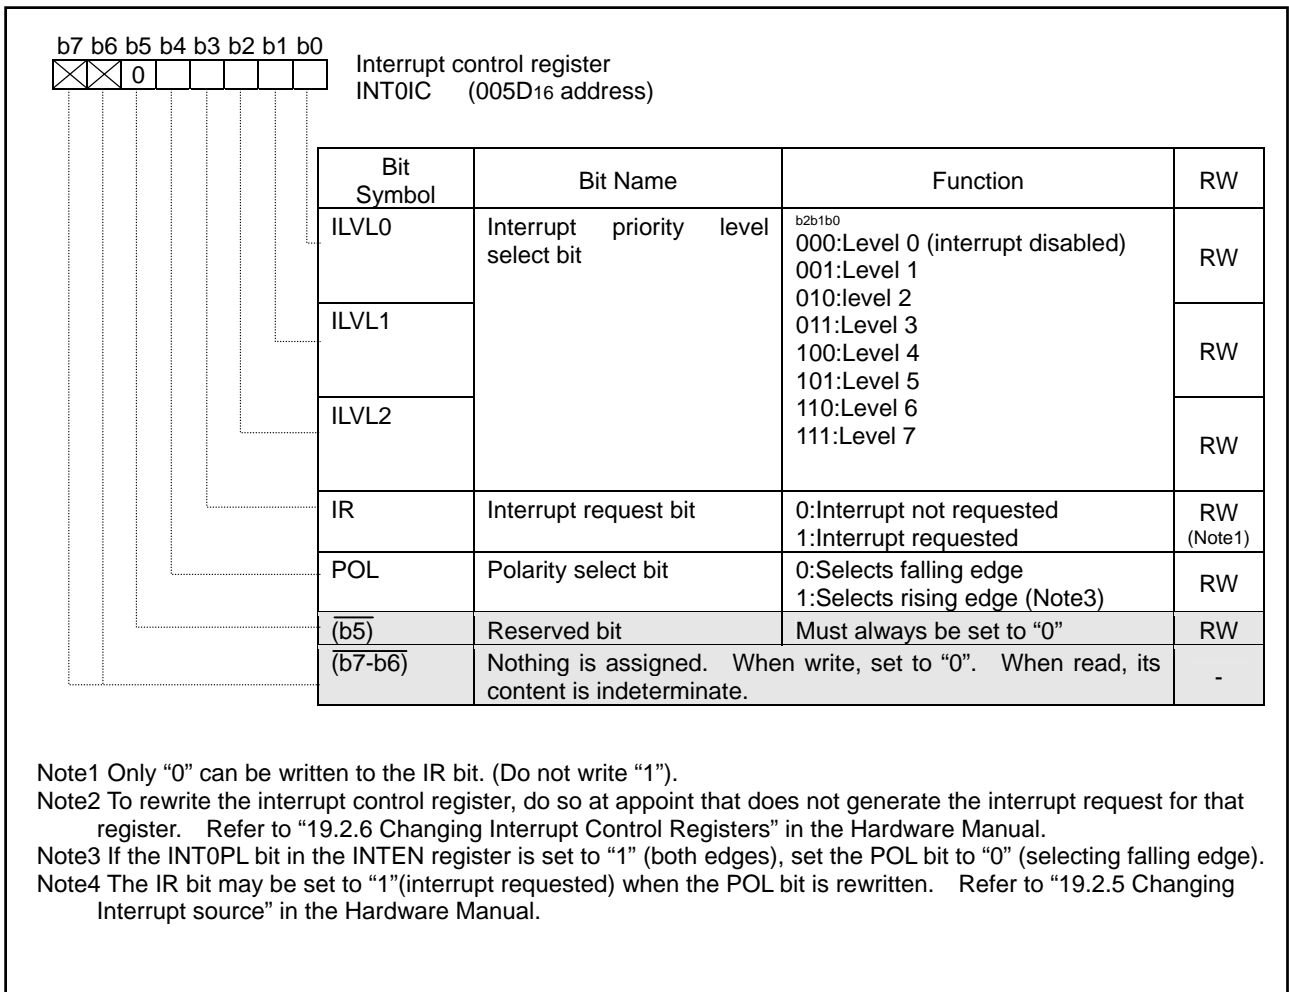 b7 b6 b5 b4 b3 b2 b1 b0
0
Interrupt control register
INT0IC (005D16 address)
Bit Symbol
Bit Name
Function
RW
ILVL0
Interrupt priority level
select bit
b2b1b0
000:Level 0 (interrupt disabled)
001:Level 1
010:level 2
011:Level 3
100:Level 4
101:Level 5
110:Level 6
111:Level 7
RW
ILVL1
RW
ILVL2
RW
IR
Interrupt request bit
0:Interrupt not requested
1:Interrupt requested
RW
(Note1)
POL
Polarity select bit
0:Selects falling edge
1:Selects rising edge (Note3)
RW
(b5)
Reserved bit
Must always be set to “0”
RW
(b7-b6)
Nothing is assigned. When write, set to “0”. When read, its
content is indeterminate.
-
Note1 Only “0” can be written to the IR bit. (Do not write “1”).
Note2 To rewrite the interrupt control register, do so at appoint that does not generate the interrupt request for that
register. Refer to “19.2.6 Changing Interrupt Control Registers” in the Hardware Manual.
Note3 If the INT0PL bit in the INTEN register is set to “1” (both edges), set the POL bit to “0” (selecting falling edge).
Note4 The IR bit may be set to “1”(interrupt requested) when the POL bit is rewritten. Refer to “19.2.5 Changing
Interrupt source” in the Hardware Manual.